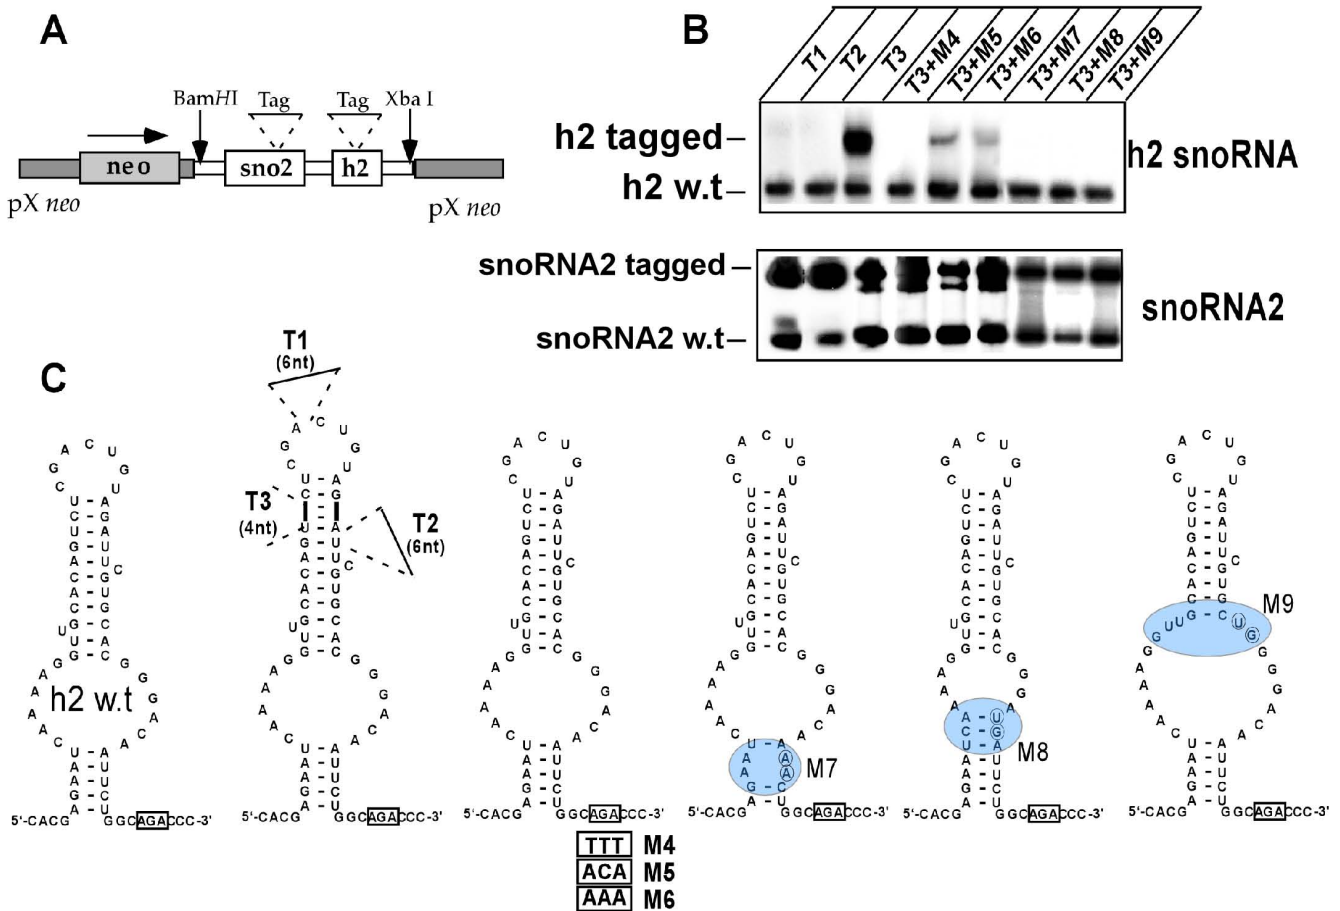 A
BamHI
Tag
Tag
Xba I
neo
sno2
h2
pX neo
pX neo
B
T1
T2
T3
T3+M4
T3+M5
T3+M6
T3+M7
T3+M8
T3+M9
h2 tagged
h2 w.t
h2 snoRNA
snoRNA2 tagged
snoRNA2 w.t
snoRNA2
C
T1
(6nt)
T3
(4nt)
T2
(6nt)
h2 w.t
M7
M8
M9
5'-CACG
GGCAGACCC-3'
5'-CACG
GGCAGACCC-3'
5'-CACG
GGCAGACCC-3'
5'-CACG
GGCAGACCC-3'
5'-CACG
GGCAGACCC-3'
5'-CACG
GGCAGACCC-3'
TTT M4
ACA M5
AAA M6